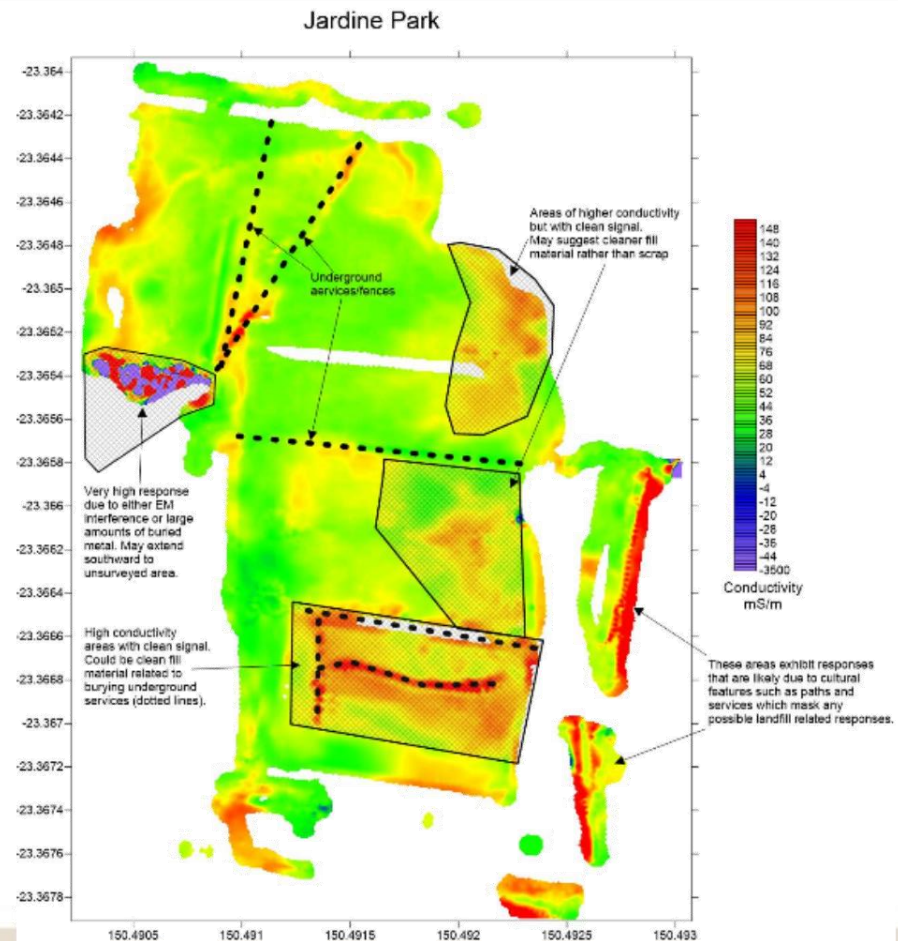 Jardine Park
-23.364
-23.3642
-23.3644
-23.3646
-23.3648
-23.365
-23.3652
-23.3654
-23.3656
-23.3658
-23.366
-23.3662
-23.3664
-23.3666
-23.3668
-23.367
-23.3672
-23.3674
-23.3676
-23.3678
150.4905
150.491
150.4915
150.492
150.4925
150.493
Areas of higher conductivity
but with clean signal.
May suggest cleaner fill
material rather than scrap
Underground
aervices/fences
Very high response
due to either EM
interference or large
amounts of buried
metal. May extend
southward to
unsurveyed area.
High conductivity
areas with clean signal.
Could be clean fill
material related to
burying underground
services (dotted lines).
These areas exhibit responses
that are likely due to cultural
features such as paths and
services which mask any
possible landfill related responses.
148
140
132
124
116
108
100
92
84
76
68
60
52
44
36
28
20
12
4
-4
-12
-20
-28
-36
-44
-3500
Conductivity
mS/m